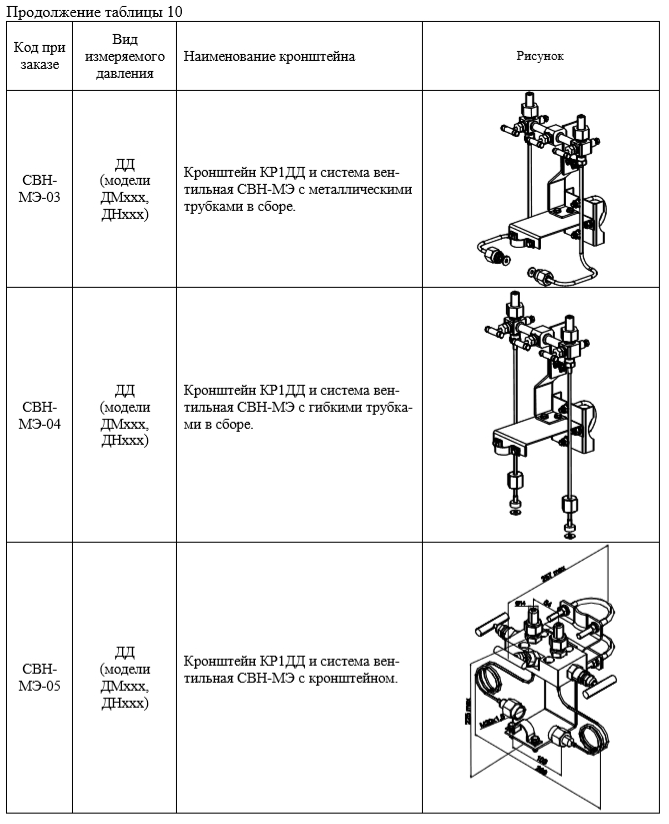 Продолжение таблицы 10
Код при
заказе
Вид
измеряемого
давления
Наименование кронштейна
Рисунок
СВН-
МЭ-03
ДД
(модели
ДМххх,
ДНххх)
Кронштейн КР1ДД и система вен-
тильная СВН-МЭ с металлическими
трубками в сборе.
СВН-
МЭ-04
ДД
(модели
ДМххх,
ДНххх)
Кронштейн КР1ДД и система вен-
тильная СВН-МЭ с гибкими трубка-
ми в сборе.
СВН-
МЭ-05
ДД
(модели
ДМххх,
ДНххх)
Кронштейн КР1ДД и система вен-
тильная СВН-МЭ с кронштейном.
54
225 max